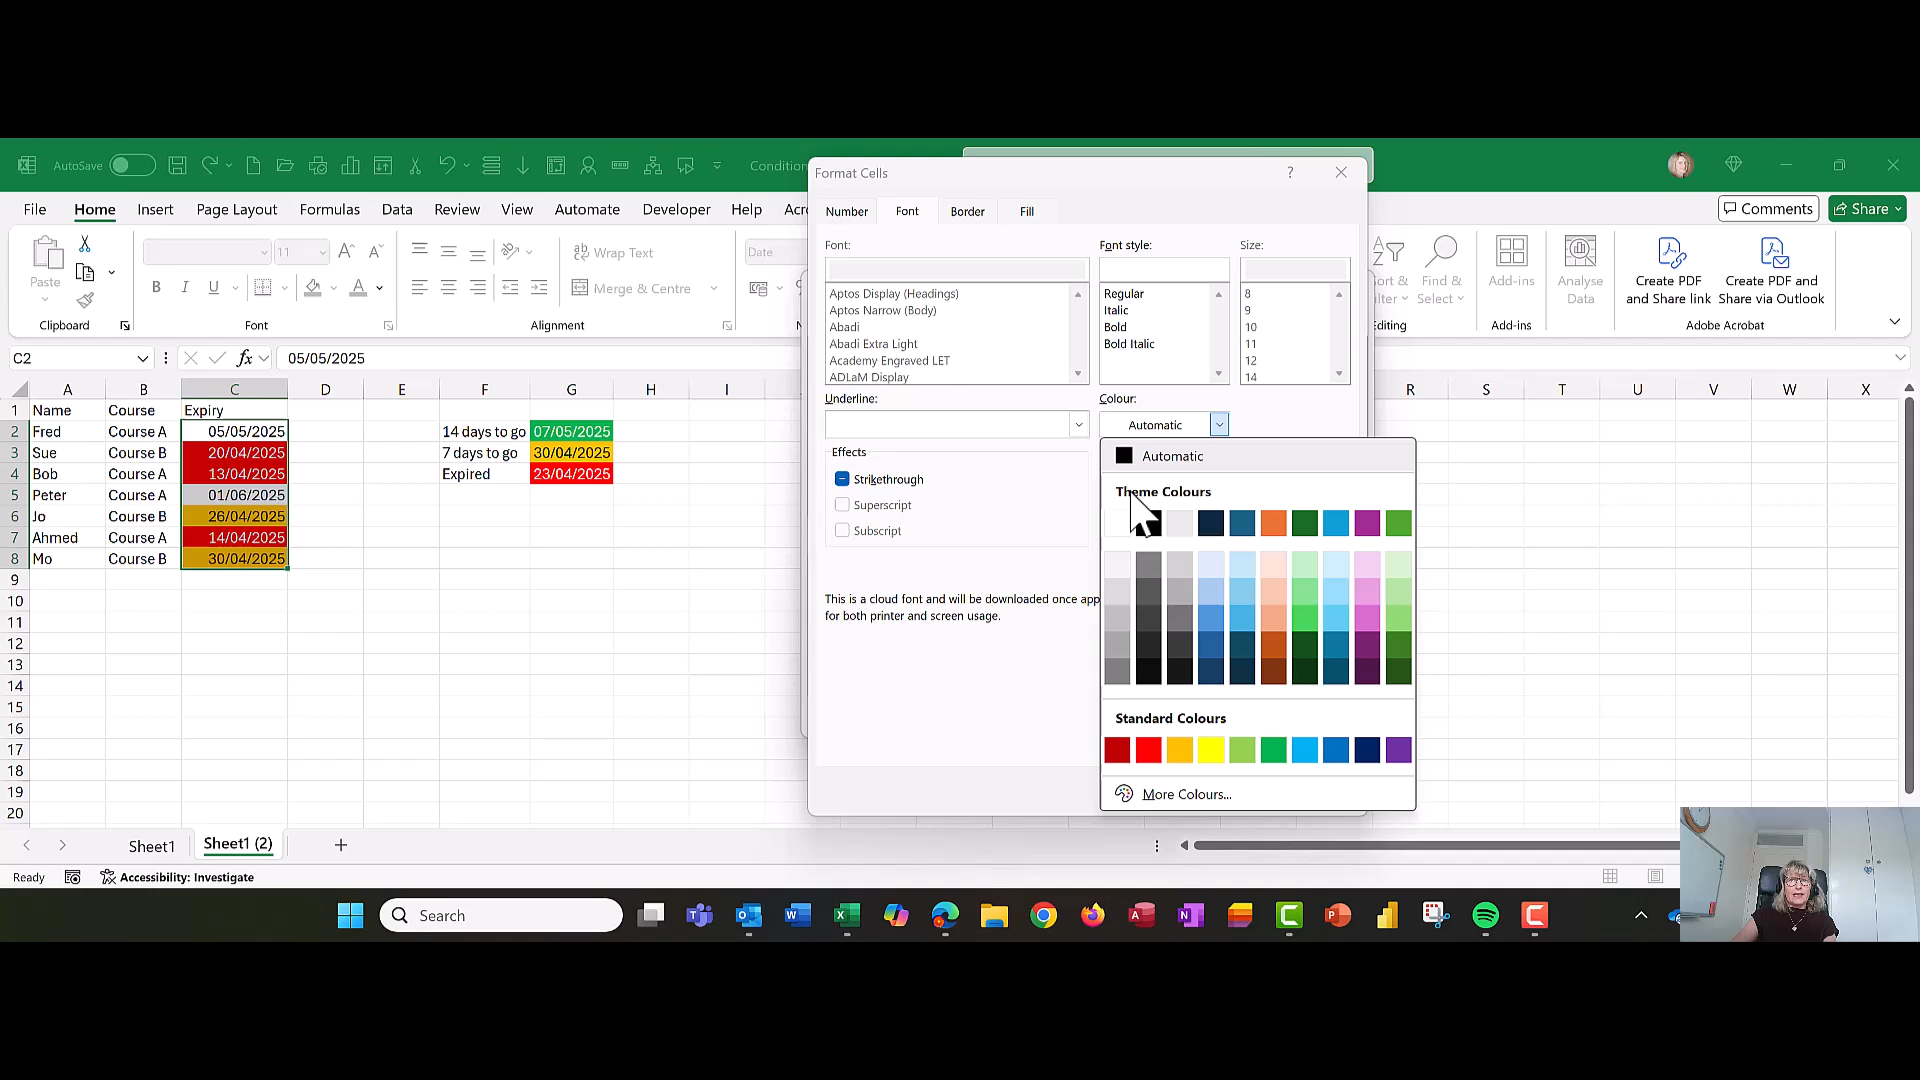 AutoSave
Condition
File
Home
Insert
Page Layout
Formulas
Data
Review
View
Automate
Developer
Help
Acro
Comments
Share
Paste
Clipboard
11
B I U
Font
Wrap Text
Merge & Centre
Alignment
Date
Find &
Select
Editing
Add-ins
Add-ins
Analyse
Data
Create PDF
and Share link
Create PDF and
Share via Outlook
Adobe Acrobat
C2
fx
05/05/2025
Format Cells
?
Number
Font
Border
Fill
Font:
Font style:
Size:
Aptos Display (Headings)
Aptos Narrow (Body)
Abadi
Abadi Extra Light
Academy Engraved LET
ADLaM Display
Regular
Italic
Bold
Bold Italic
8
9
10
11
12
14
Underline:
Colour:
Automatic
Effects
Strikethrough
Superscript
Subscript
This is a cloud font and will be downloaded once app
for both printer and screen usage.
Automatic
Theme Colours
Standard Colours
More Colours...
A B C D E F G H I R S T U V W X
1 Name Course Expiry
2 Fred Course A 05/05/2025 14 days to go 07/05/2025
3 Sue Course B 20/04/2025 7 days to go 30/04/2025
4 Bob Course A 13/04/2025 Expired 23/04/2025
5 Peter Course A 01/06/2025
6 Jo Course B 26/04/2025
7 Ahmed Course A 14/04/2025
8 Mo Course B 30/04/2025
9
10
11
12
13
14
15
16
17
18
19
20
Sheet1
Sheet1 (2)
Ready
Accessibility: Investigate
Search